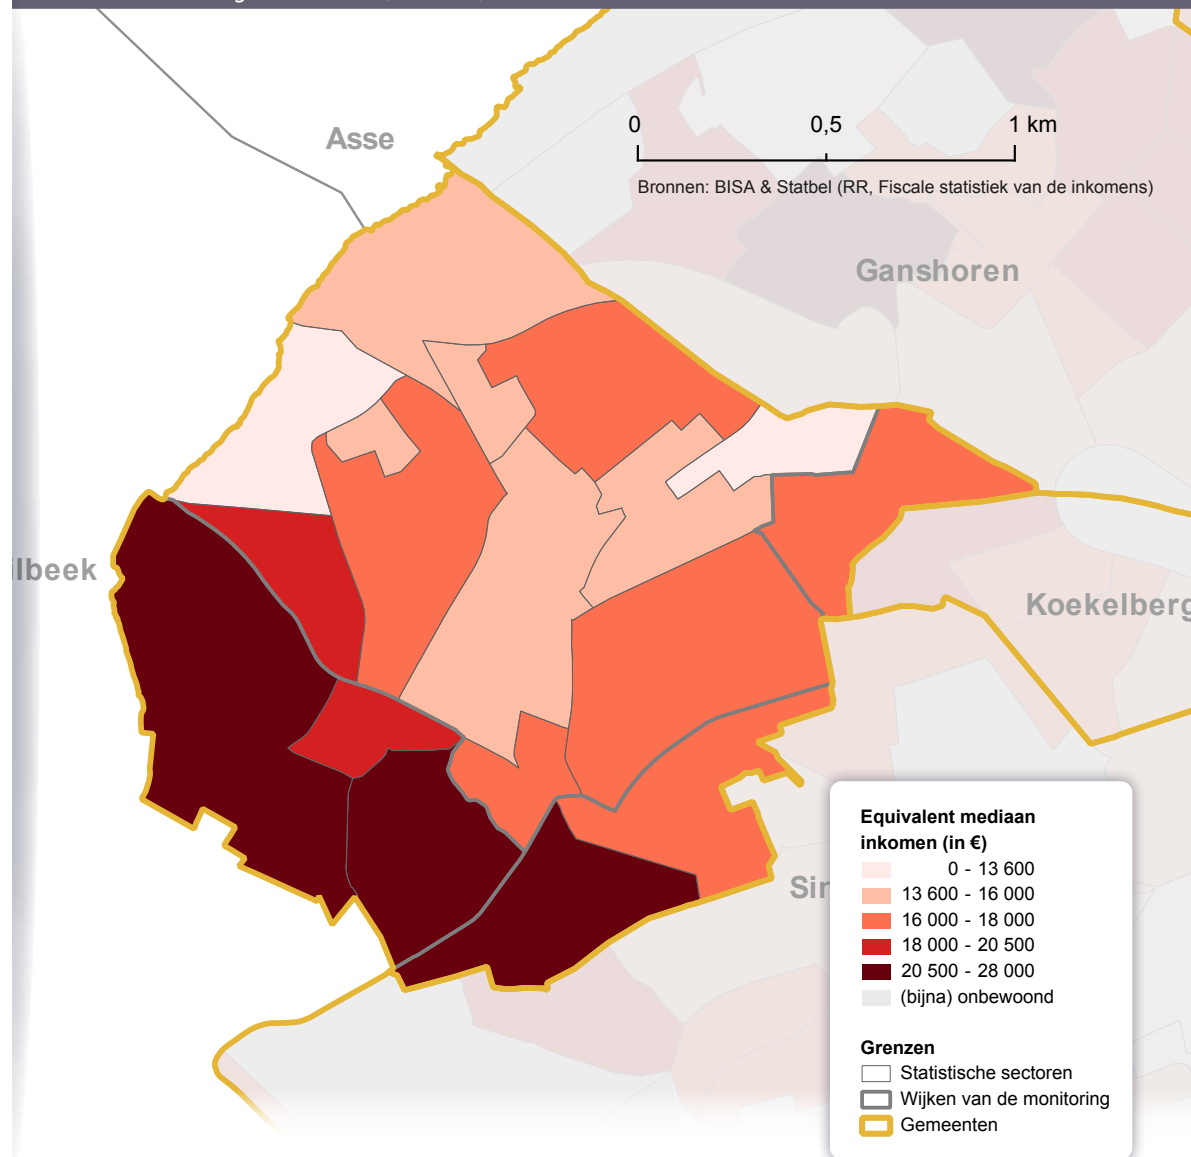 Asse
0 0,5 1 km
Bronnen: BISA & Statbel (RR, Fiscale statistiek van de inkomens)
Ganshoren
ilbeek
Koekelberg
Equivalent mediaan
inkomen (in €)
0 - 13 600
13 600 - 16 000
Sin
16 000 - 18 000
18 000 - 20 500
20 500 - 28 000
(bijna) onbewoond
Grenzen
Statistische sectoren
Wijken van de monitoring
Gemeenten